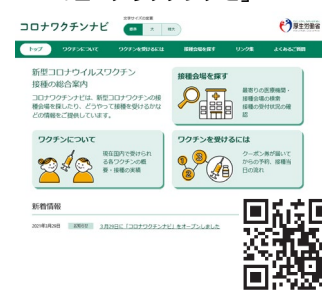 コロナワクチンナビ
文字サイズの変更
標準 大 特大
厚生労働省
トップ ワクチンについて ワクチンを受けるには 接種会場を探す リンク集 よくあるご質問
新型コロナウイルスワクチン
接種の総合案内
コロナワクチンナビは、新型コロナワクチンの接
種会場を探したり、どうやって接種を受けるかな
どの情報をご提供しています。
接種会場を探す
最寄りの医療機関・
接種会場の検索
接種の受付状況の確
認
ワクチンについて
現在国内で受けられ
る各ワクチンの概
要・接種の実績
ワクチンを受けるには
クーポン券が届いて
からの予約、接種当
日の流れ
新着情報
2021年3月29日 お知らせ 3月29日に「コロナワクチンナビ」をオープンしました